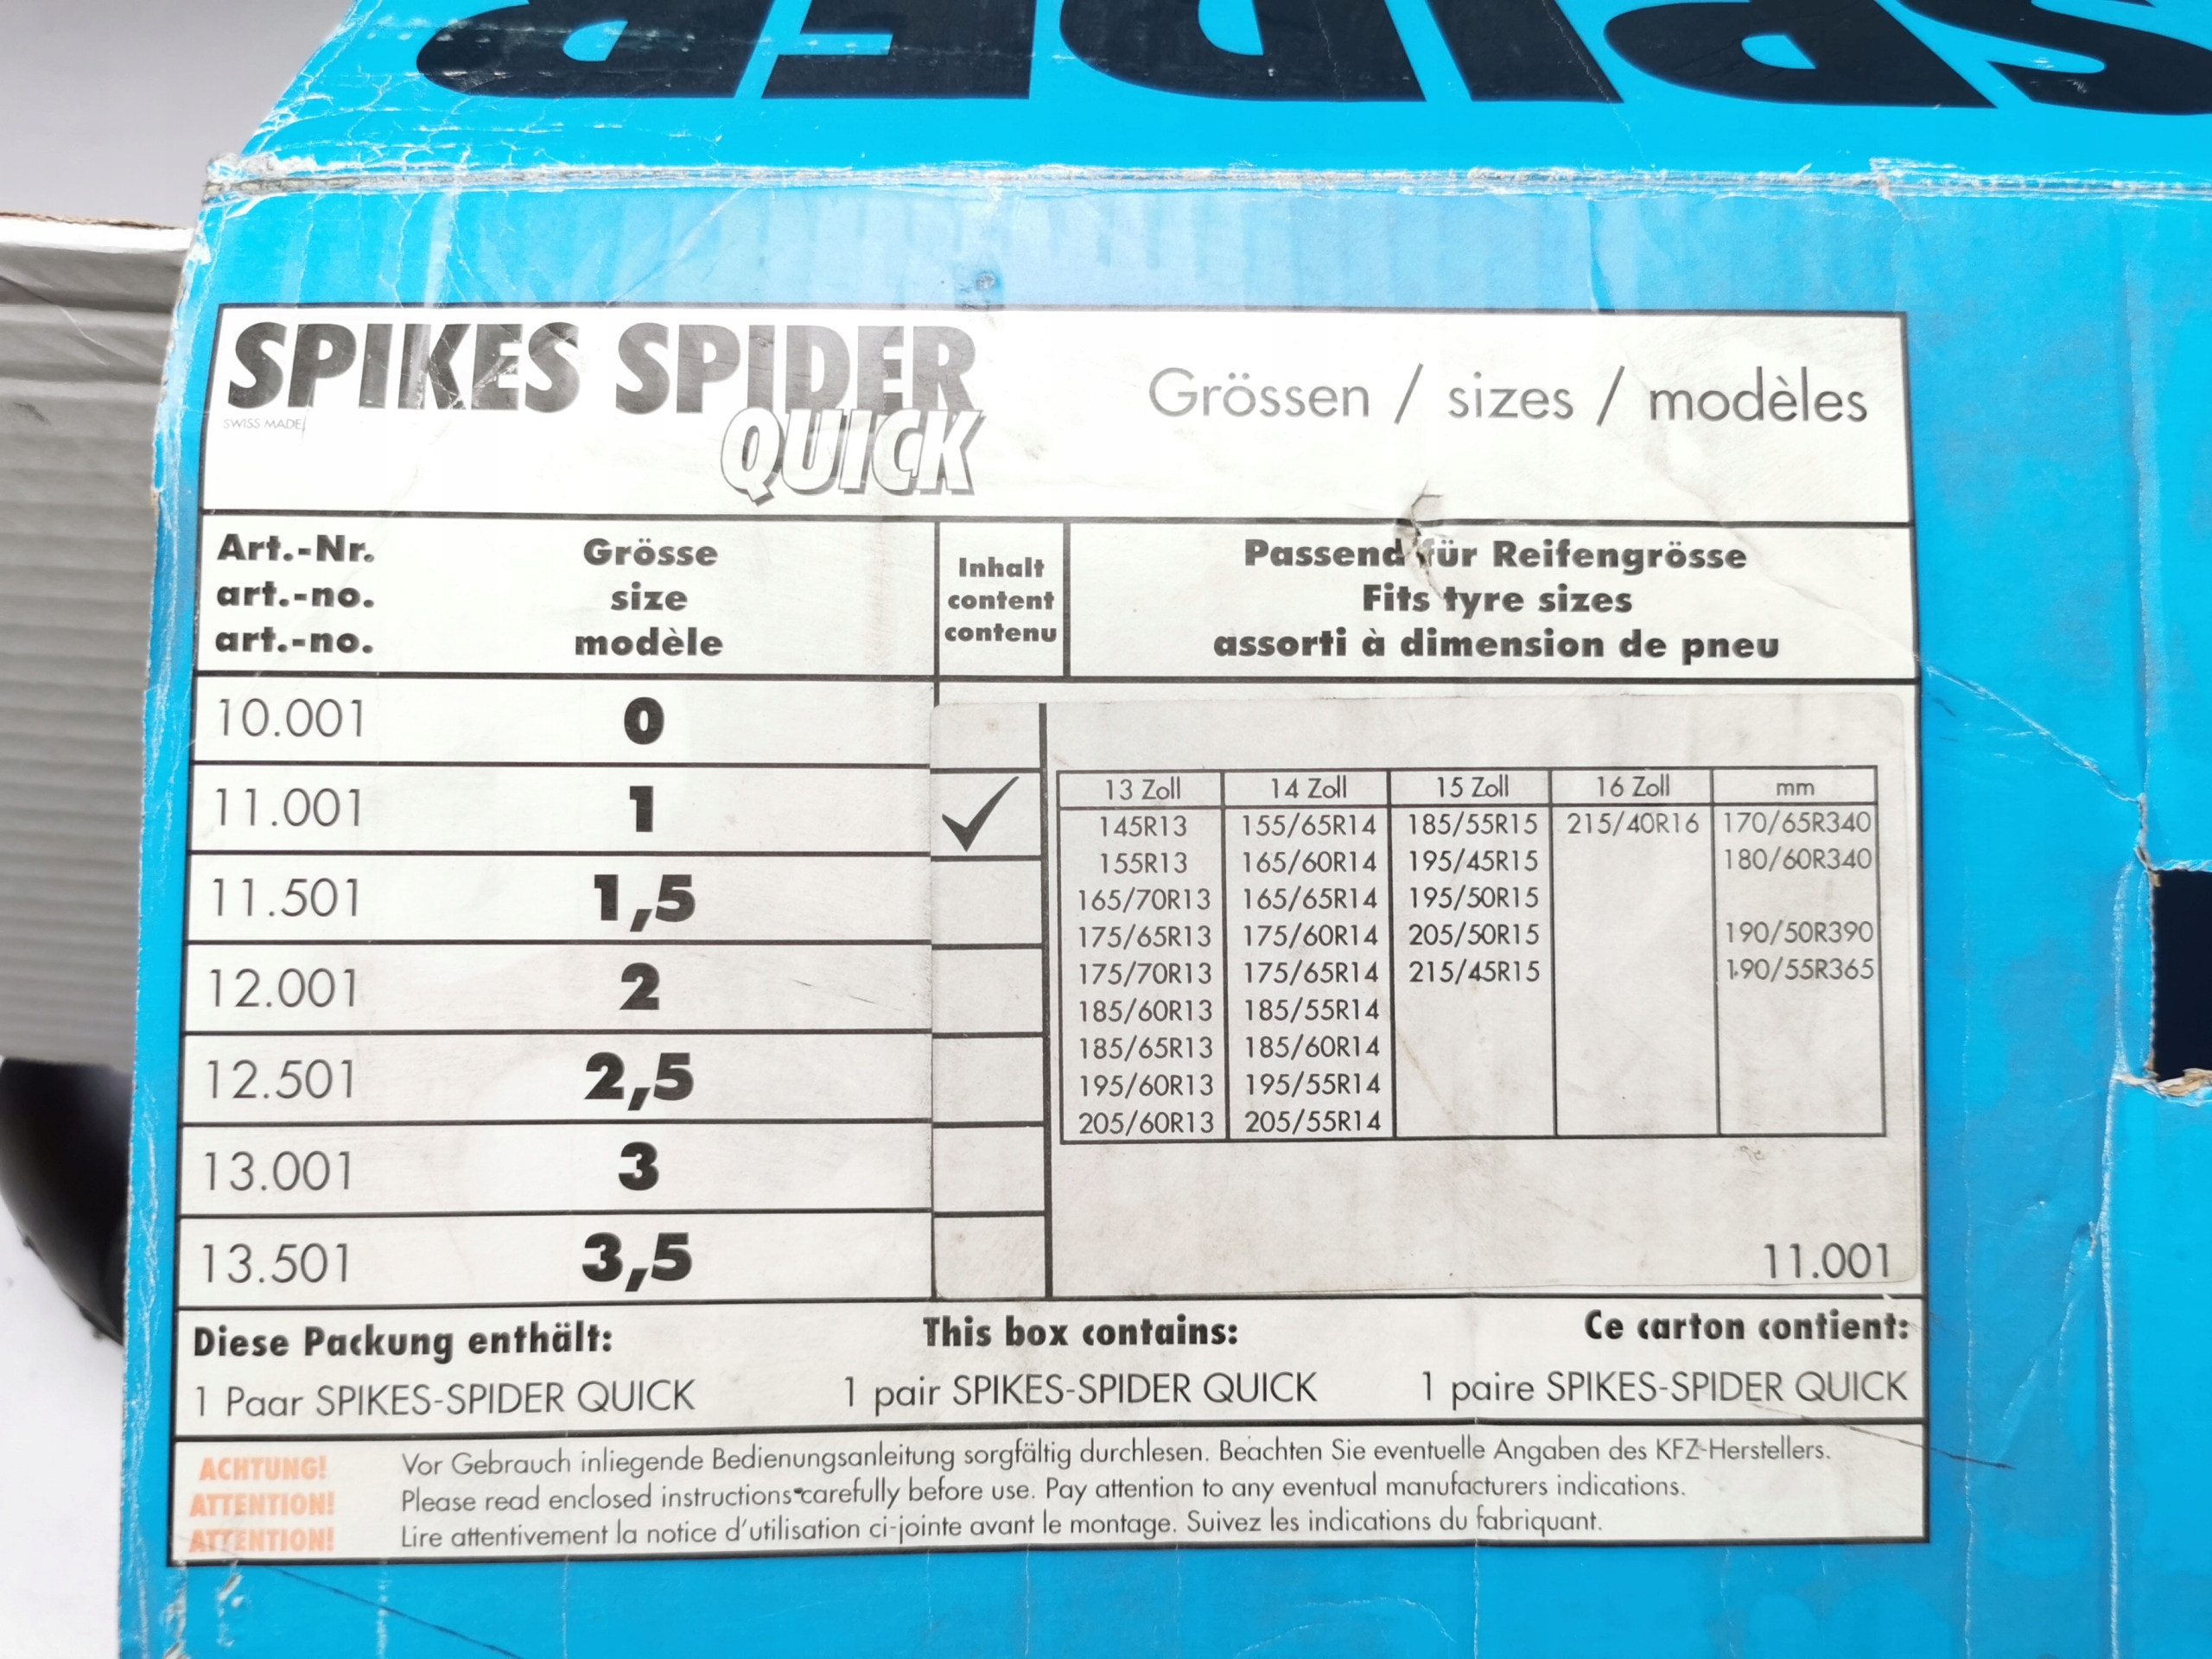 SPIDER
SPIKES SPIDER
SWISS MADE
QUICK
Grössen / sizes / modèles
Art.-Nr.
art.-no.
art.-no.
Grösse
size
modèle
Inhalt
content
contenu
Passend für Reifengrösse
Fits tyre sizes
assorti à dimension de pneu
10.001 0
11.001 1 ✓
11.501 1,5
12.001 2
12.501 2,5
13.001 3
13.501 3,5
13 Zoll 14 Zoll 15 Zoll 16 Zoll mm
145R13 155/65R14 185/55R15 215/40R16 170/65R340
155R13 165/60R14 195/45R15 180/60R340
165/70R13 165/65R14 195/50R15
175/65R13 175/60R14 205/50R15 190/50R390
175/70R13 175/65R14 215/45R15 190/55R365
185/60R13 185/55R14
185/65R13 185/60R14
195/60R13 195/55R14
205/60R13 205/55R14
11.001
Diese Packung enthält: This box contains: Ce carton contient:
1 Paar SPIKES-SPIDER QUICK 1 pair SPIKES-SPIDER QUICK 1 paire SPIKES-SPIDER QUICK
ACHTUNG! Vor Gebrauch inliegende Bedienungsanleitung sorgfältig durchlesen. Beachten Sie eventuelle Angaben des KFZ-Herstellers.
ATTENTION! Please read enclosed instructions carefully before use. Pay attention to any eventual manufacturers indications.
ATTENTION! Lire attentivement la notice d'utilisation ci-jointe avant le montage. Suivez les indications du fabriquant.